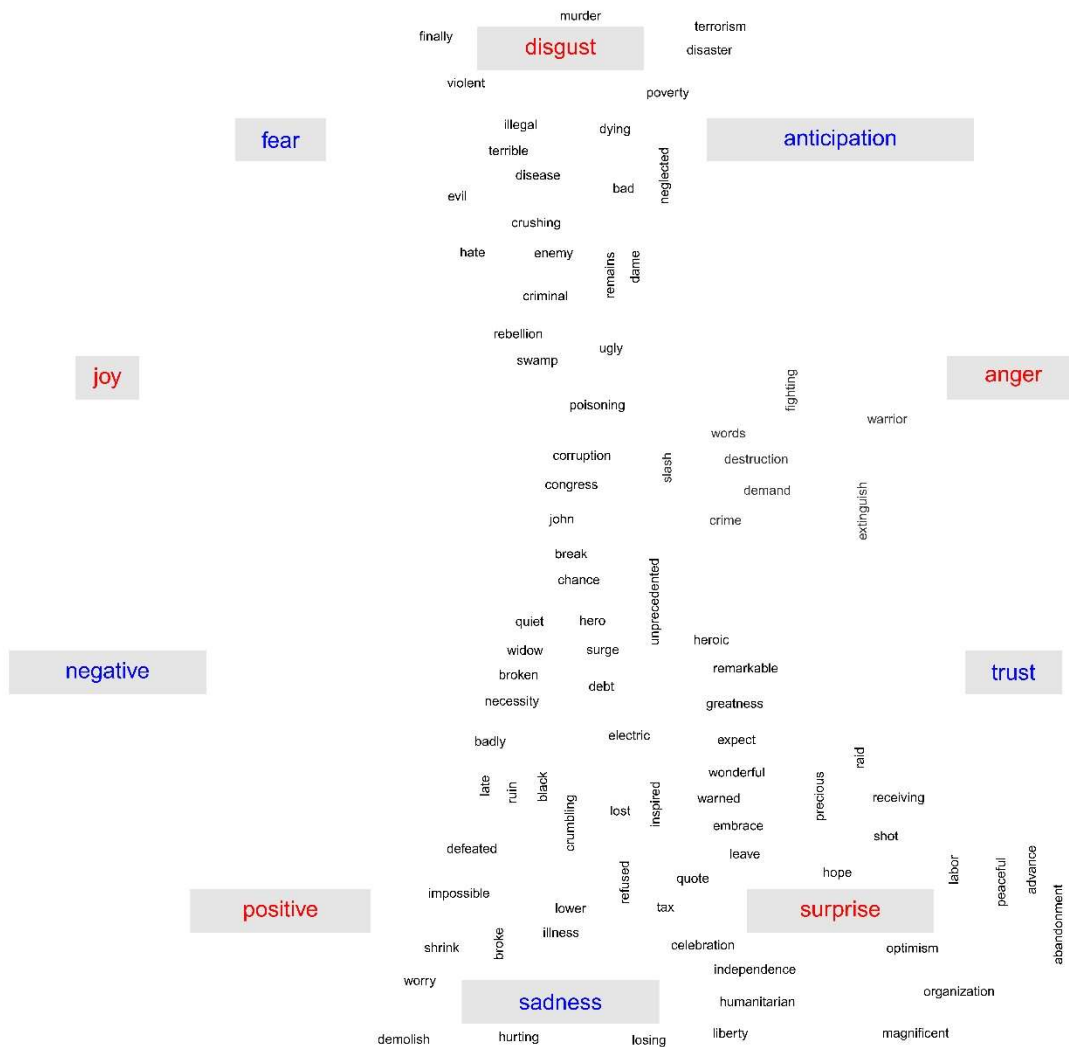 murder
terrorism
finally
disgust
disaster
violent
poverty
illegal
dying
fear
anticipation
terrible
neglected
disease
bad
evil
crushing
hate
enemy
remains
dame
criminal
rebellion
ugly
swamp
joy
anger
fighting
poisoning
warrior
words
corruption
slash
destruction
congress
demand
extinguish
john
crime
break
chance
unprecedented
quiet
hero
heroic
widow
surge
remarkable
negative
trust
broken
debt
necessity
greatness
badly
electric
expect
raid
wonderful
late
ruin
black
crumbling
lost
inspired
warned
precious
receiving
embrace
shot
defeated
leave
hope
labor
peaceful
advance
abandonment
impossible
refused
quote
positive
lower
tax
surprise
illness
shrink
broke
celebration
optimism
worry
independence
sadness
humanitarian
organization
demolish
hurting
losing
liberty
magnificent